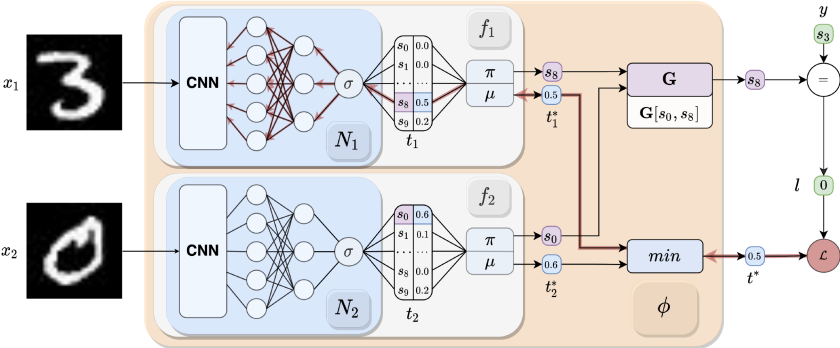 x₁
CNN
σ
N₁
f₁
s₀ 0.0
s₁ 0.0
... ...
s₈ 0.5
s₉ 0.2
t₁
π
μ
s₈
0.5
t₁*
G
G[s₀, s₈]
s₈
y
s₃
=
l
0
x₂
CNN
σ
N₂
f₂
s₀ 0.6
s₁ 0.1
... ...
s₈ 0.0
s₉ 0.2
t₂
π
μ
s₀
0.6
t₂*
min
ϕ
0.5
t*
ℒ